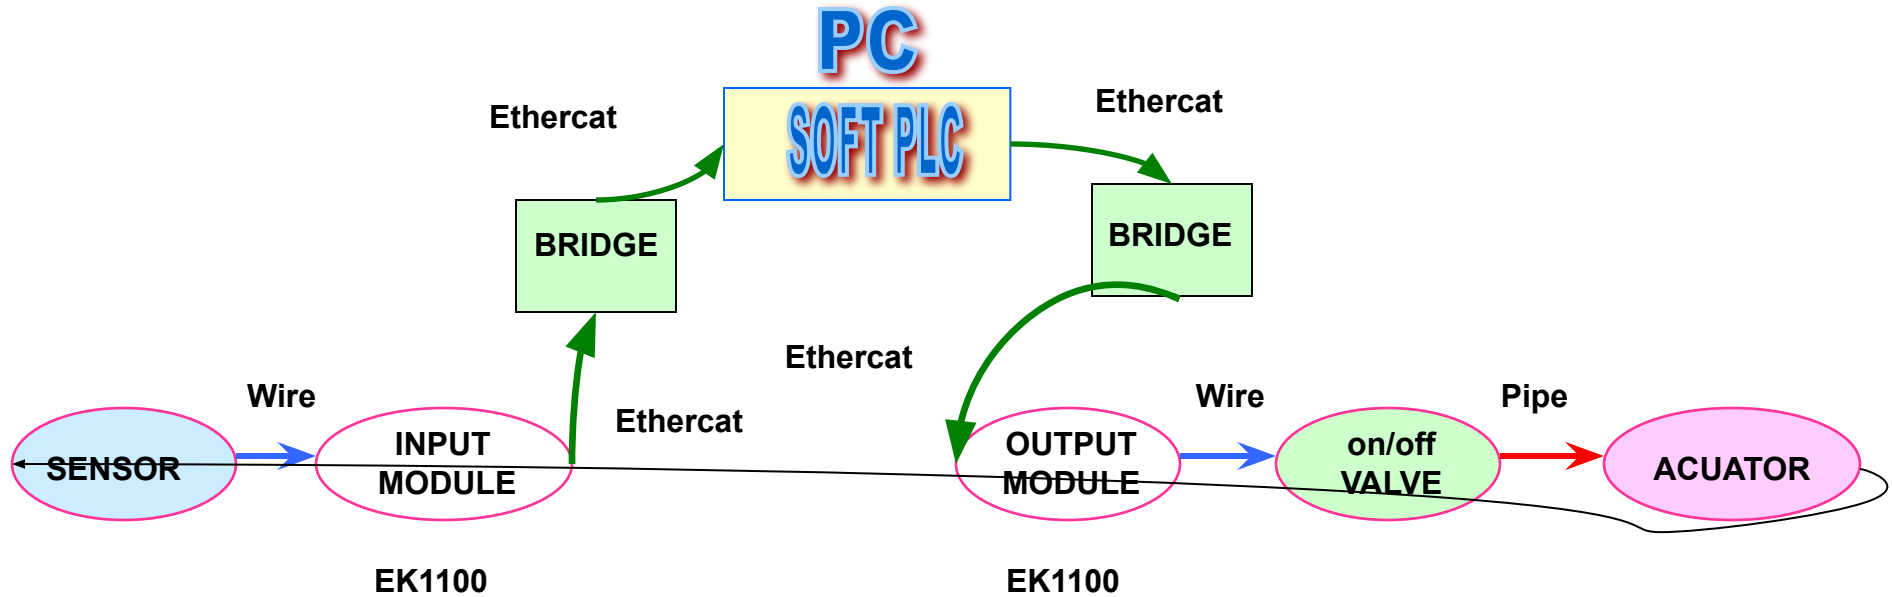 PC
SOFT PLC
Ethercat
Ethercat
BRIDGE
BRIDGE
Ethercat
Ethercat
Wire
Wire
Pipe
SENSOR
INPUT
MODULE
OUTPUT
MODULE
on/off
VALVE
ACUATOR
EK1100
EK1100